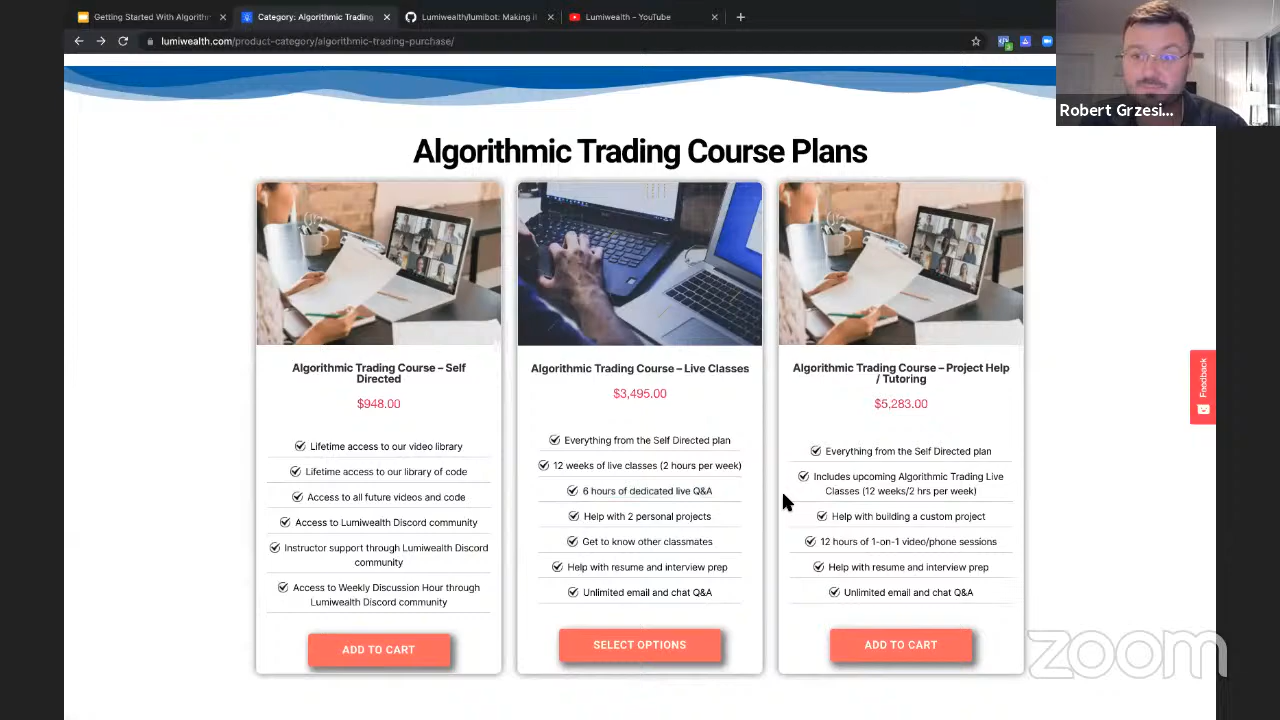 Getting Started With Algorithm
Category: Algorithmic Trading
Lumiwealth/lumibot: Making it
Lumiwealth - YouTube
lumiwealth.com/product-category/algorithmic-trading-purchase/
Robert Grzesi...
Algorithmic Trading Course Plans
Algorithmic Trading Course – Self
Directed
$948.00
Lifetime access to our video library
Lifetime access to our library of code
Access to all future videos and code
Access to Lumiwealth Discord community
Instructor support through Lumiwealth Discord
community
Access to Weekly Discussion Hour through
Lumiwealth Discord community
ADD TO CART
Algorithmic Trading Course – Live Classes
$3,495.00
Everything from the Self Directed plan
12 weeks of live classes (2 hours per week)
6 hours of dedicated live Q&A
Help with 2 personal projects
Get to know other classmates
Help with resume and interview prep
Unlimited email and chat Q&A
SELECT OPTIONS
Algorithmic Trading Course – Project Help
/ Tutoring
$5,283.00
Everything from the Self Directed plan
Includes upcoming Algorithmic Trading Live
Classes (12 weeks/2 hrs per week)
Help with building a custom project
12 hours of 1-on-1 video/phone sessions
Help with resume and interview prep
Unlimited email and chat Q&A
ADD TO CART
Feedback
zoom